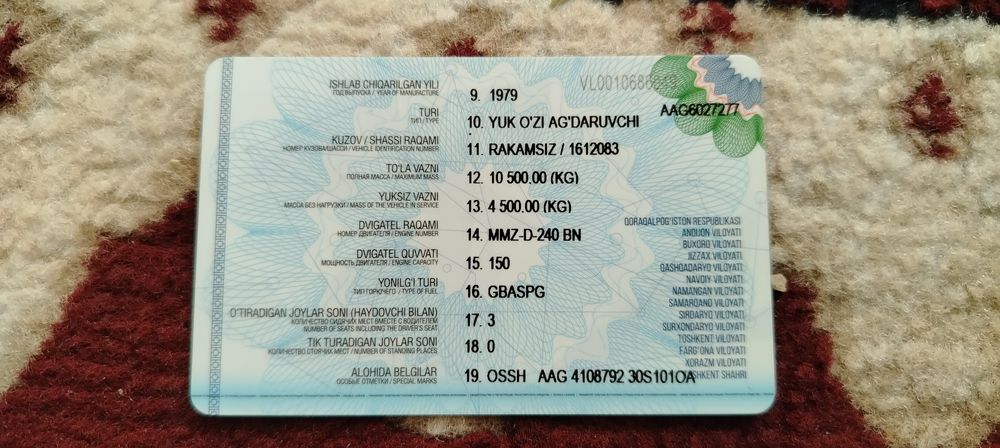 VL0010686
AAG6027277
ISHLAB CHIQARILGAN YILI 9. 1979
ГОД ВЫПУСКА / YEAR OF MANUFACTURE
TURI 10. YUK O'ZI AG'DARUVCHI
ТИП / TYPE
KUZOV / SHASSI RAQAMI 11. RAKAMSIZ / 1612083
НОМЕР КУЗОВА/ШАССИ / VEHICLE IDENTIFICATION NUMBER
TO'LA VAZNI 12. 10 500.00 (KG)
ПОЛНАЯ МАССА / MAXIMUM MASS
YUKSIZ VAZNI 13. 4 500.00 (KG)
МАССА БЕЗ НАГРУЗКИ / MASS OF THE VEHICLE IN SERVICE
DVIGATEL RAQAMI 14. MMZ-D-240 BN
НОМЕР ДВИГАТЕЛЯ / ENGINE NUMBER
DVIGATEL QUVVATI 15. 150
МОЩНОСТЬ ДВИГАТЕЛЯ / ENGINE CAPACITY
YONILG'I TURI 16. GBASPG
ТИП ГОРЮЧЕГО / TYPE OF FUEL
O'TIRADIGAN JOYLAR SONI (HAYDOVCHI BILAN) 17. 3
КОЛИЧЕСТВО СИДЯЧИХ МЕСТ ВМЕСТЕ С ВОДИТЕЛЕМ
NUMBER OF SEATS INCLUDING THE DRIVER'S SEAT
TIK TURADIGAN JOYLAR SONI 18. 0
КОЛИЧЕСТВО СТОЯЧИХ МЕСТ / NUMBER OF STANDING PLACES
ALOHIDA BELGILAR 19. OSSH AAG 4108792 30S101OA
ОСОБЫЕ ОТМЕТКИ / SPECIAL MARKS
QORAQALPOG'ISTON RESPUBLIKASI
ANDIJON VILOYATI
BUXORO VILOYATI
JIZZAX VILOYATI
QASHQADARYO VILOYATI
NAVOIY VILOYATI
NAMANGAN VILOYATI
SAMARQAND VILOYATI
SIRDARYO VILOYATI
SURXONDARYO VILOYATI
TOSHKENT VILOYATI
FARG'ONA VILOYATI
XORAZM VILOYATI
TOSHKENT SHAHRI